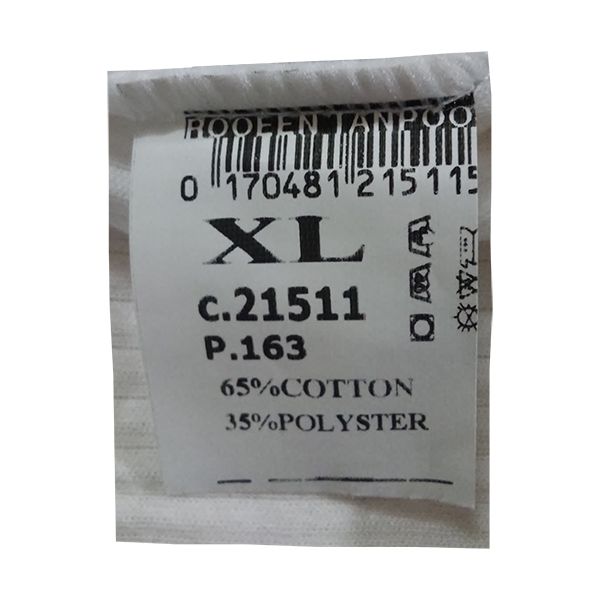 ROOFEN TANPOO
0 170481 215115
XL
C.21511
P.163
65%COTTON
35%POLYSTER